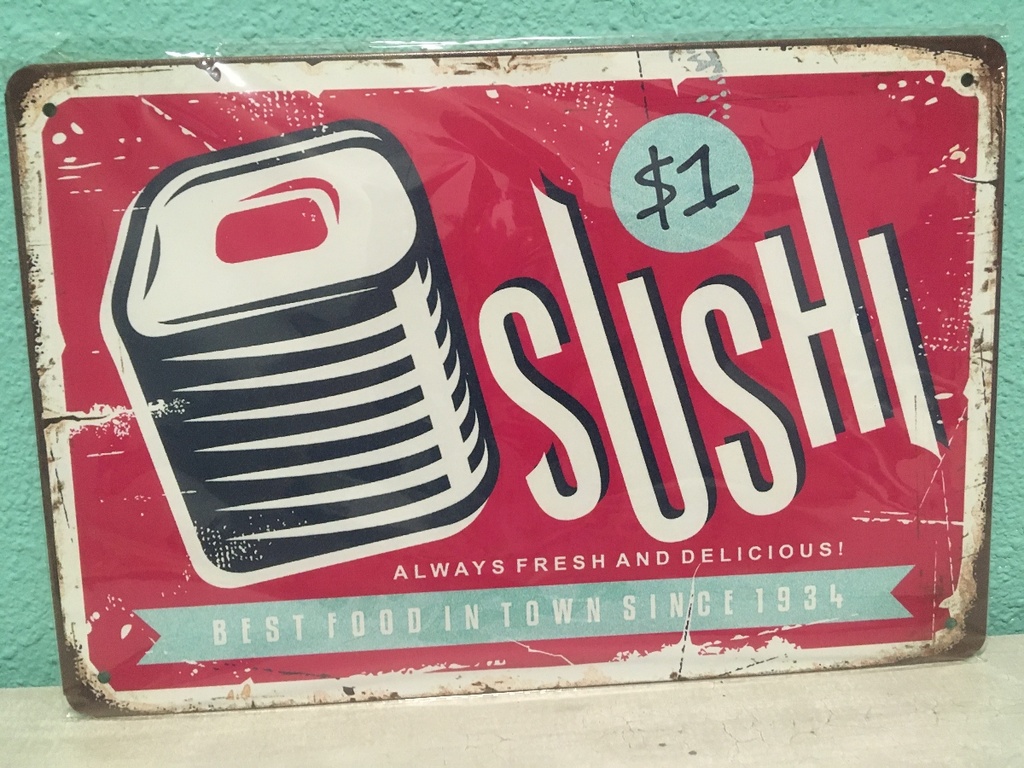 $1
SUSHI
ALWAYS FRESH AND DELICIOUS!
BEST FOOD IN TOWN SINCE 1934